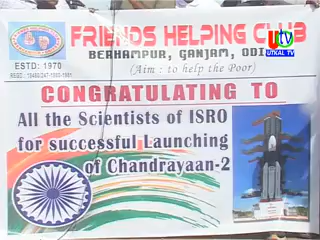 FRIENDS HELPING CLUB
BERHAMPUR, GANJAM, ODI
ESTD: 1970
(Aim : to help the Poor)
UTKAL TV
CONGRATULATING TO
All the Scientists of ISRO
for successful Launching
of Chandrayaan-2